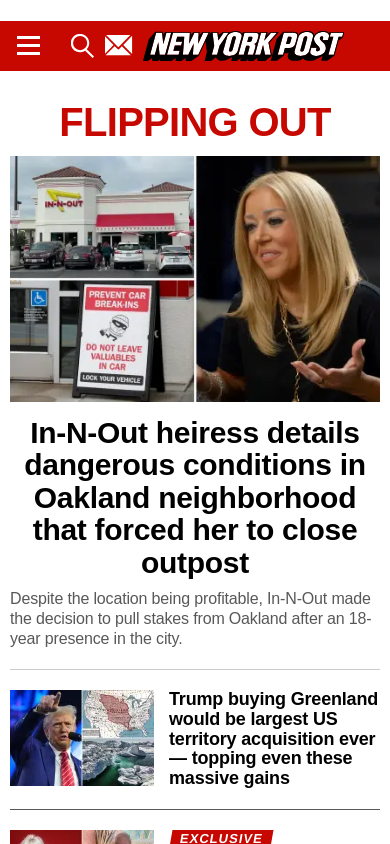 NEW YORK POST
FLIPPING OUT
IN-N-OUT
PREVENT CAR
BREAK-INS
DO NOT LEAVE
VALUABLES
IN CAR
LOCK YOUR VEHICLE
In-N-Out heiress details
dangerous conditions in
Oakland neighborhood
that forced her to close
outpost
Despite the location being profitable, In-N-Out made
the decision to pull stakes from Oakland after an 18-
year presence in the city.
Trump buying Greenland
would be largest US
territory acquisition ever
— topping even these
massive gains
EXCLUSIVE